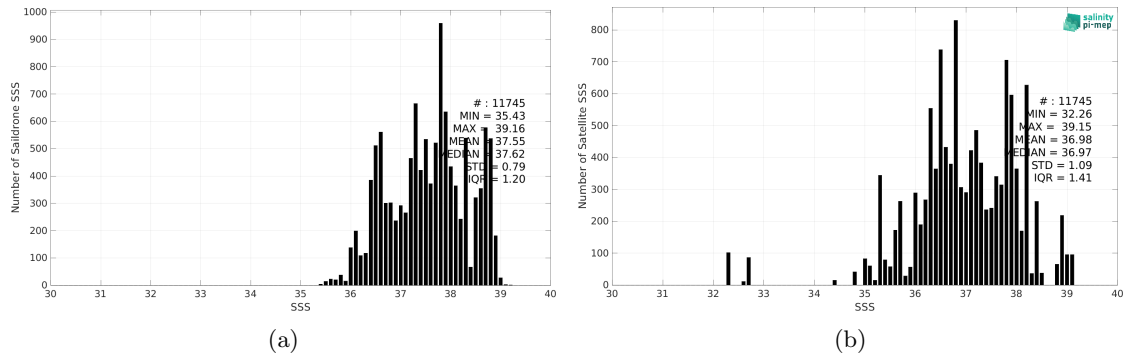 1000
900
800
700
600
500
400
300
200
100
0
30 31 32 33 34 35 36 37 38 39 40
SSS
Number of Saildrone SSS
# : 11745
MIN = 35.43
MAX = 39.16
MEAN = 37.55
MEDIAN = 37.62
STD = 0.79
IQR = 1.20
(a)
salinity
pi-mep
800
700
600
500
400
300
200
100
0
30 31 32 33 34 35 36 37 38 39 40
SSS
Number of Satellite SSS
# : 11745
MIN = 32.26
MAX = 39.15
MEAN = 36.98
MEDIAN = 36.97
STD = 1.09
IQR = 1.41
(b)